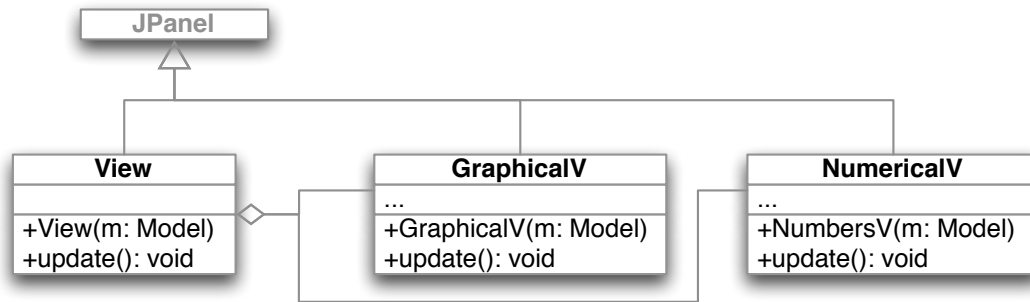 JPanel
View
+View(m: Model)
+update(): void
GraphicalV
...
+GraphicalV(m: Model)
+update(): void
NumericalV
...
+NumbersV(m: Model)
+update(): void